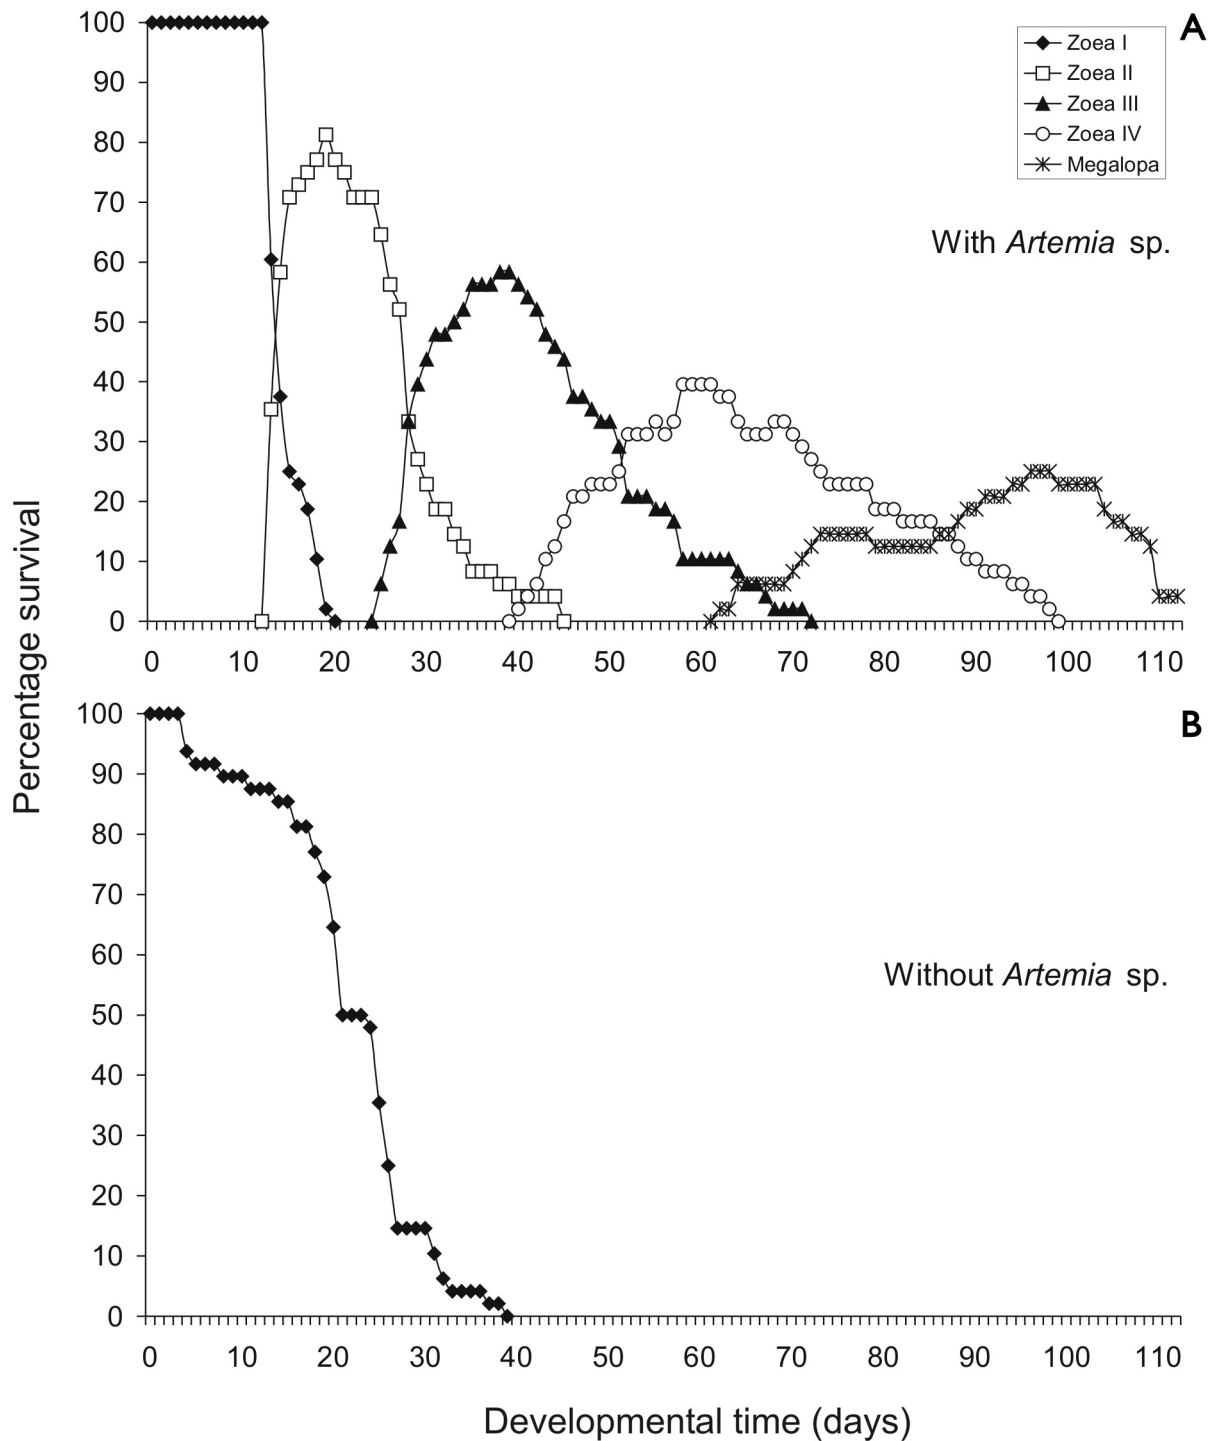 A
100
90
80
70
60
50
40
30
20
10
0
Zoea I
Zoea II
Zoea III
Zoea IV
Megalopa
With Artemia sp.
0 10 20 30 40 50 60 70 80 90 100 110
Percentage survival
B
100
90
80
70
60
50
40
30
20
10
0
Without Artemia sp.
0 10 20 30 40 50 60 70 80 90 100 110
Developmental time (days)